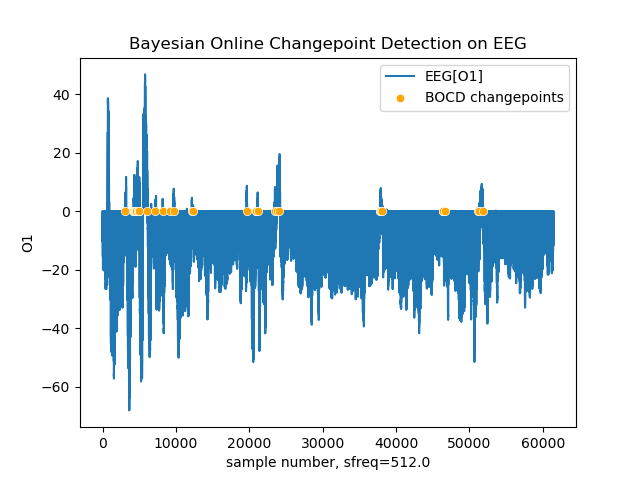 Bayesian Online Changepoint Detection on EEG
EEG[O1]
BOCD changepoints
40
20
0
−20
−40
−60
O1
0 10000 20000 30000 40000 50000 60000
sample number, sfreq=512.0